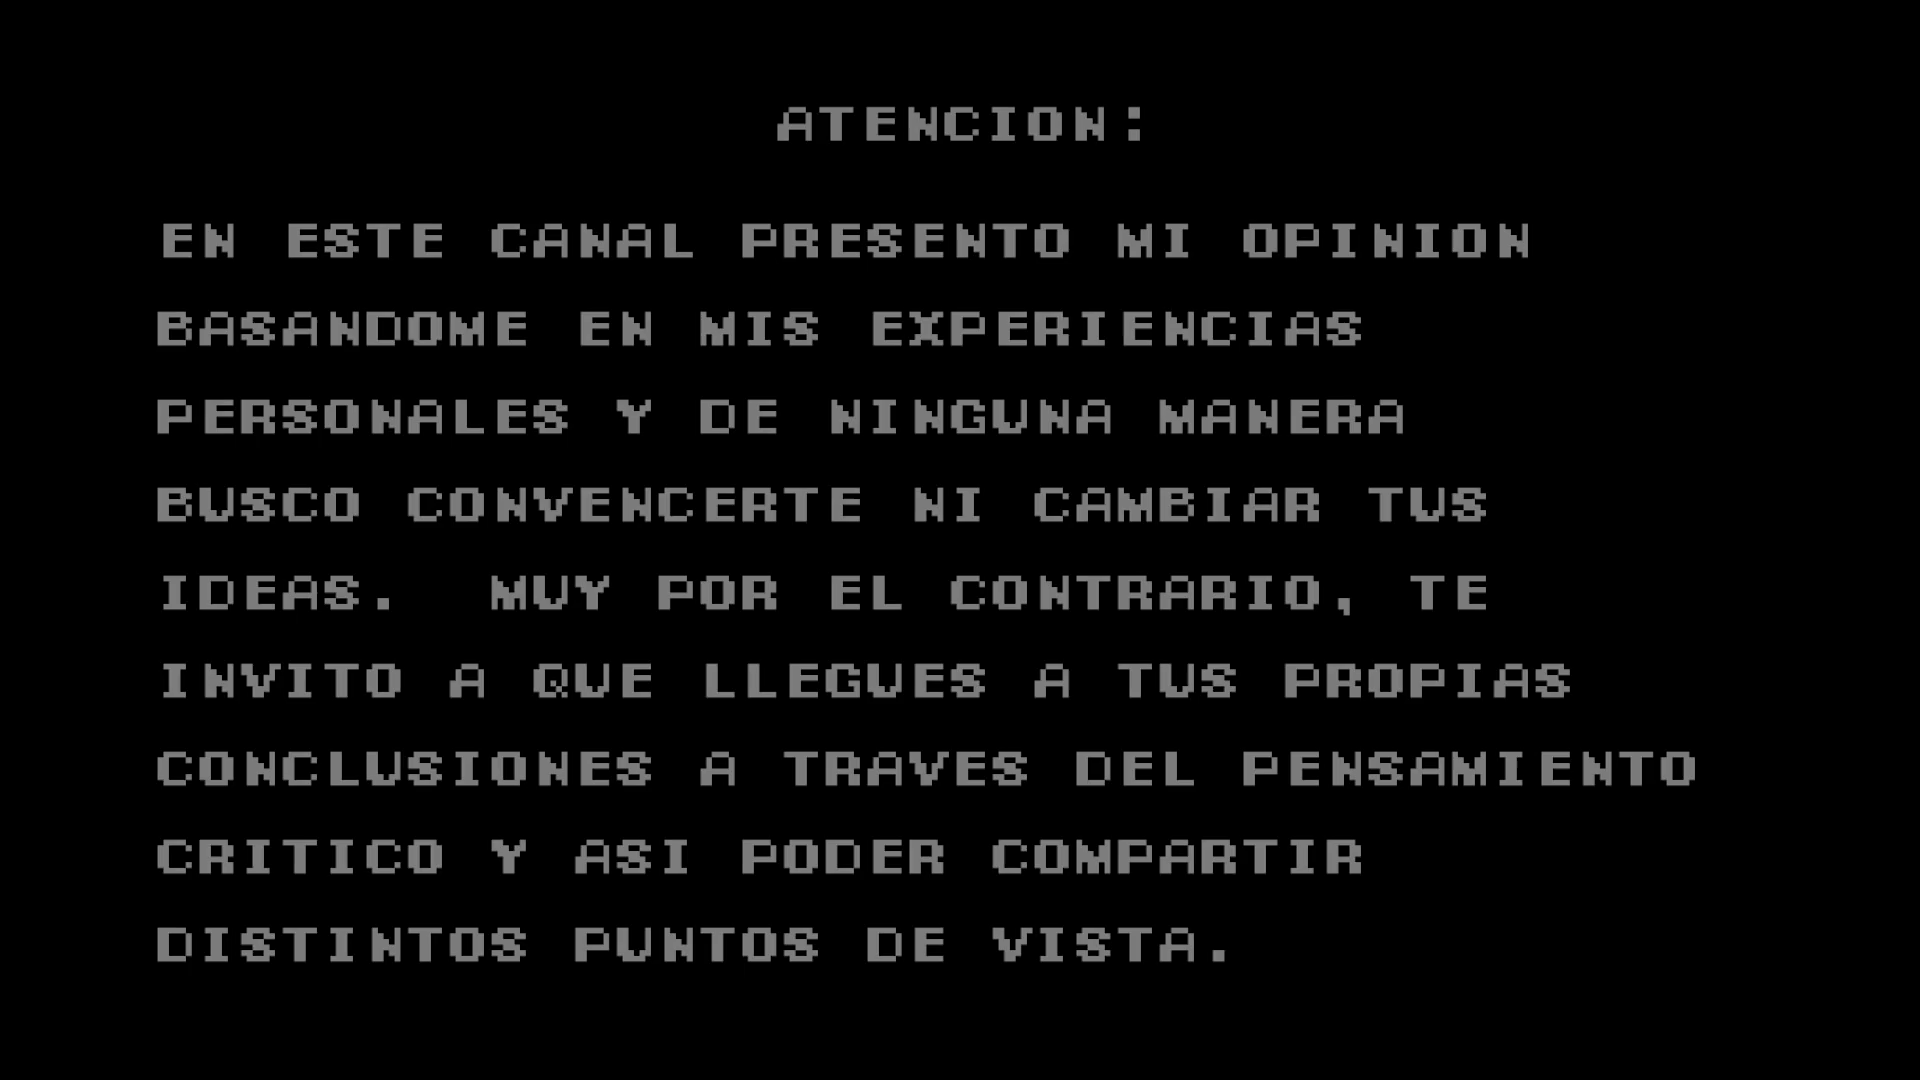 ATENCION:
EN ESTE CANAL PRESENTO MI OPINION
BASANDOME EN MIS EXPERIENCIAS
PERSONALES Y DE NINGUNA MANERA
BUSCO CONVENCERTE NI CAMBIAR TUS
IDEAS.  MUY POR EL CONTRARIO, TE
INVITO A QUE LLEGUES A TUS PROPIAS
CONCLUSIONES A TRAVES DEL PENSAMIENTO
CRITICO Y ASI PODER COMPARTIR
DISTINTOS PUNTOS DE VISTA.